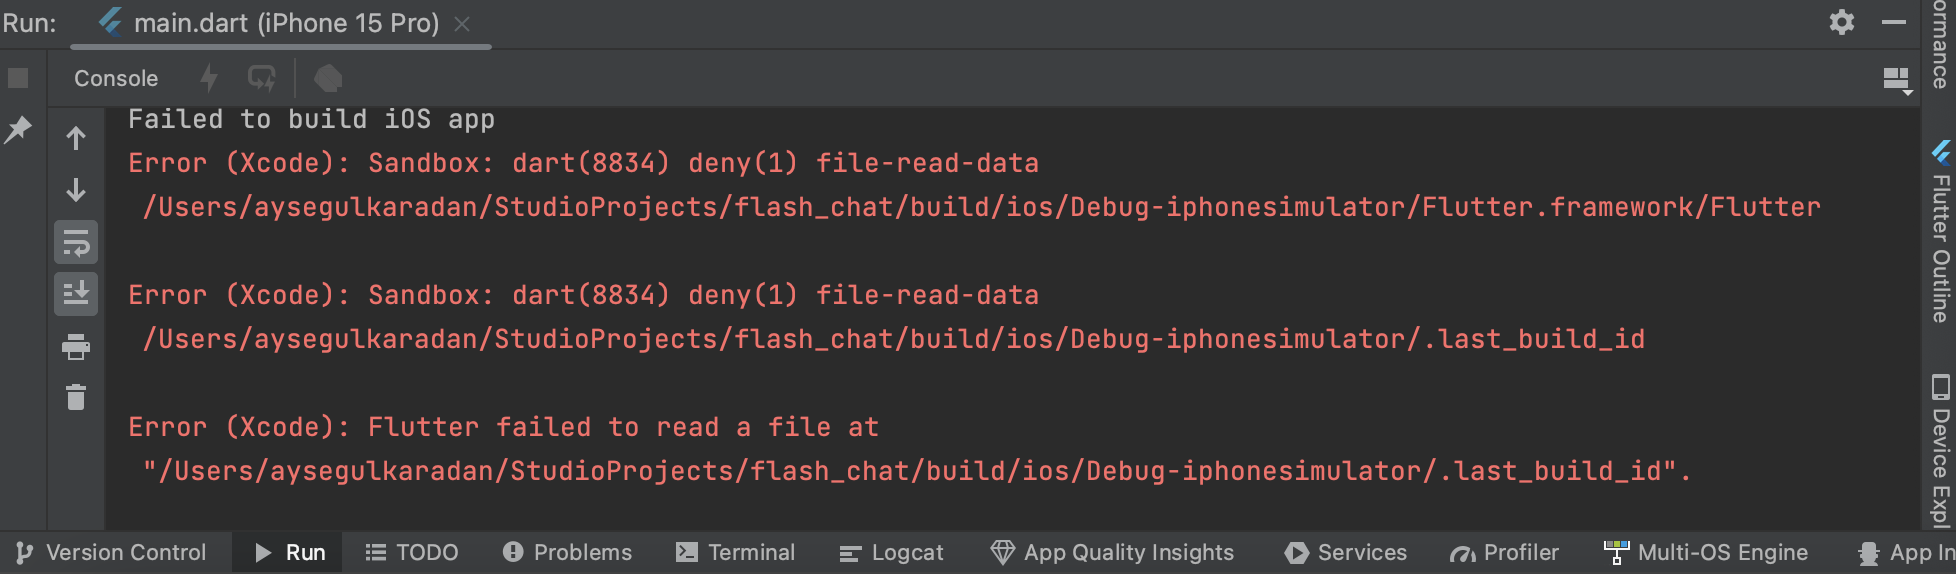 Run: main.dart (iPhone 15 Pro)
Console
Failed to build iOS app
Error (Xcode): Sandbox: dart(8834) deny(1) file-read-data
/Users/aysegulkaradan/StudioProjects/flash_chat/build/ios/Debug-iphonesimulator/Flutter.framework/Flutter
Error (Xcode): Sandbox: dart(8834) deny(1) file-read-data
/Users/aysegulkaradan/StudioProjects/flash_chat/build/ios/Debug-iphonesimulator/.last_build_id
Error (Xcode): Flutter failed to read a file at
"/Users/aysegulkaradan/StudioProjects/flash_chat/build/ios/Debug-iphonesimulator/.last_build_id".
ormance
Flutter Outline
Device Expl
Version Control Run TODO Problems Terminal Logcat App Quality Insights Services Profiler Multi-OS Engine App In